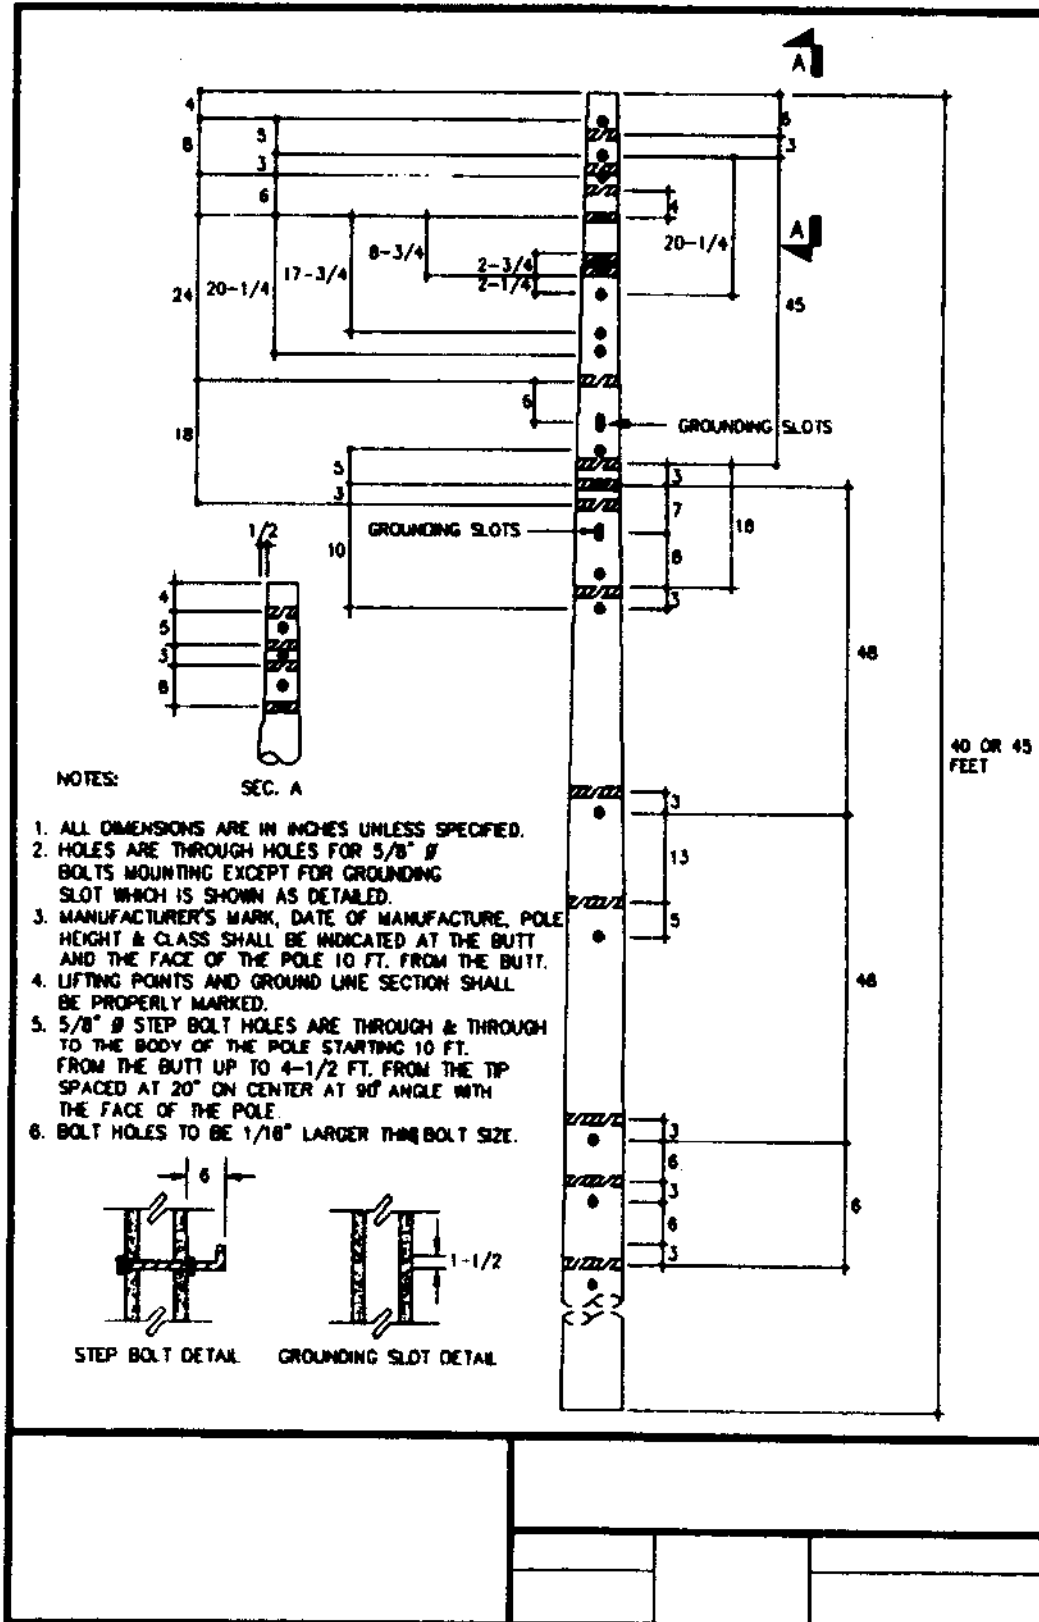 A
4
8
5
3
6
6
3
4
20-1/4
A
8-3/4
17-3/4
20-1/4
24
2-3/4
2-1/4
45
6
18
GROUNDING SLOTS
5
3
10
3
7
8
3
18
GROUNDING SLOTS
1/2
4
5
3
8
SEC. A
48
40 OR 45
FEET
3
13
5
48
3
6
3
6
3
6
NOTES:
1. ALL DIMENSIONS ARE IN INCHES UNLESS SPECIFIED.
2. HOLES ARE THROUGH HOLES FOR 5/8" Ø
BOLTS MOUNTING EXCEPT FOR GROUNDING
SLOT WHICH IS SHOWN AS DETAILED.
3. MANUFACTURER'S MARK, DATE OF MANUFACTURE, POLE
HEIGHT & CLASS SHALL BE INDICATED AT THE BUTT
AND THE FACE OF THE POLE 10 FT. FROM THE BUTT.
4. LIFTING POINTS AND GROUND LINE SECTION SHALL
BE PROPERLY MARKED.
5. 5/8" Ø STEP BOLT HOLES ARE THROUGH & THROUGH
TO THE BODY OF THE POLE STARTING 10 FT.
FROM THE BUTT UP TO 4-1/2 FT. FROM THE TIP
SPACED AT 20" ON CENTER AT 90° ANGLE WITH
THE FACE OF THE POLE
6. BOLT HOLES TO BE 1/16" LARGER BOLT SIZE.
6
1-1/2
STEP BOLT DETAIL
GROUNDING SLOT DETAIL